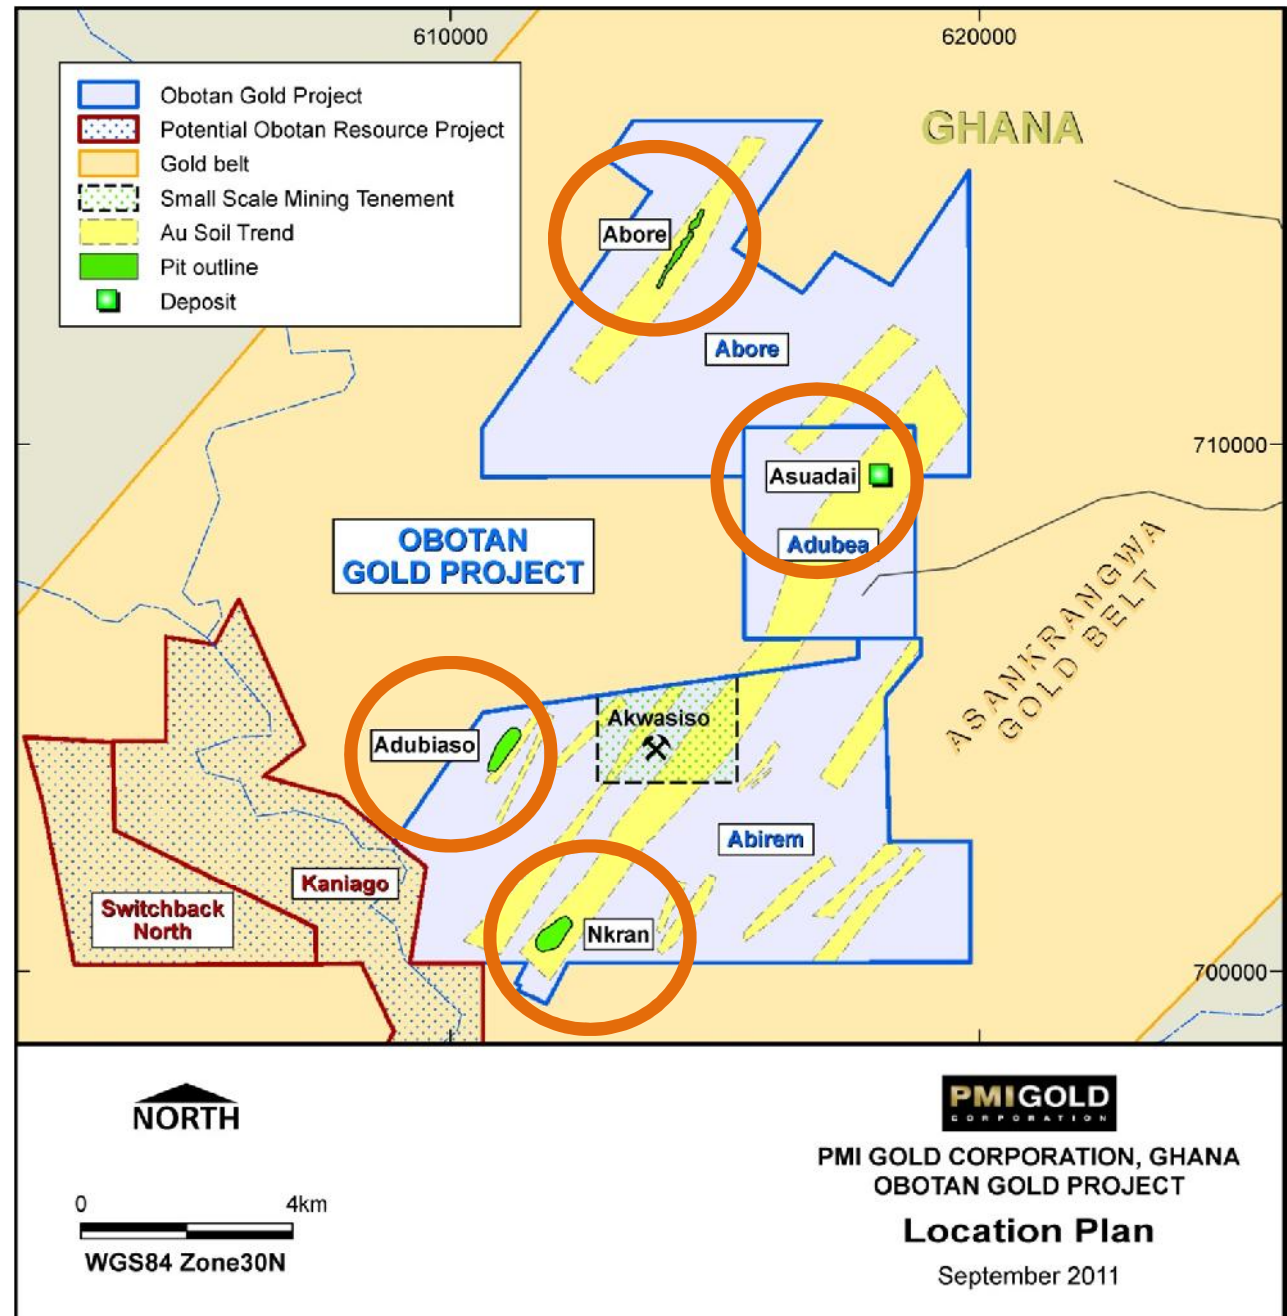 610000
620000
Obotan Gold Project
Potential Obotan Resource Project
Gold belt
Small Scale Mining Tenement
Au Soil Trend
Pit outline
Deposit
GHANA
Abore
Abore
710000
Asuadai
Adubea
OBOTAN
GOLD PROJECT
ASANKRANGWA
GOLD BELT
Akwasiso
Adubiaso
Abirem
Kaniago
Switchback
North
Nkran
700000
NORTH
0 4km
WGS84 Zone30N
PMIGOLD
CORPORATION
PMI GOLD CORPORATION, GHANA
OBOTAN GOLD PROJECT
Location Plan
September 2011